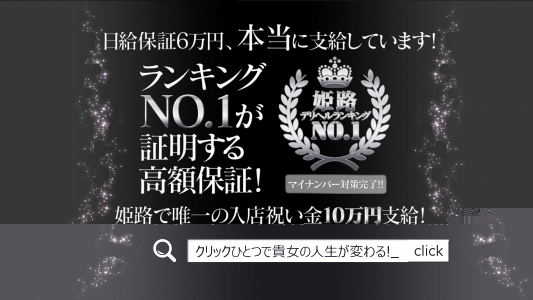 日給保証6万円、本当に支給しています!
ランキング
NO.1が
証明する
高額保証!
姫路
デリヘルランキング
NO.1
マイナンバー対策完了!!
姫路で唯一の入店祝い金10万円支給!
クリックひとつで貴女の人生が変わる!_ click